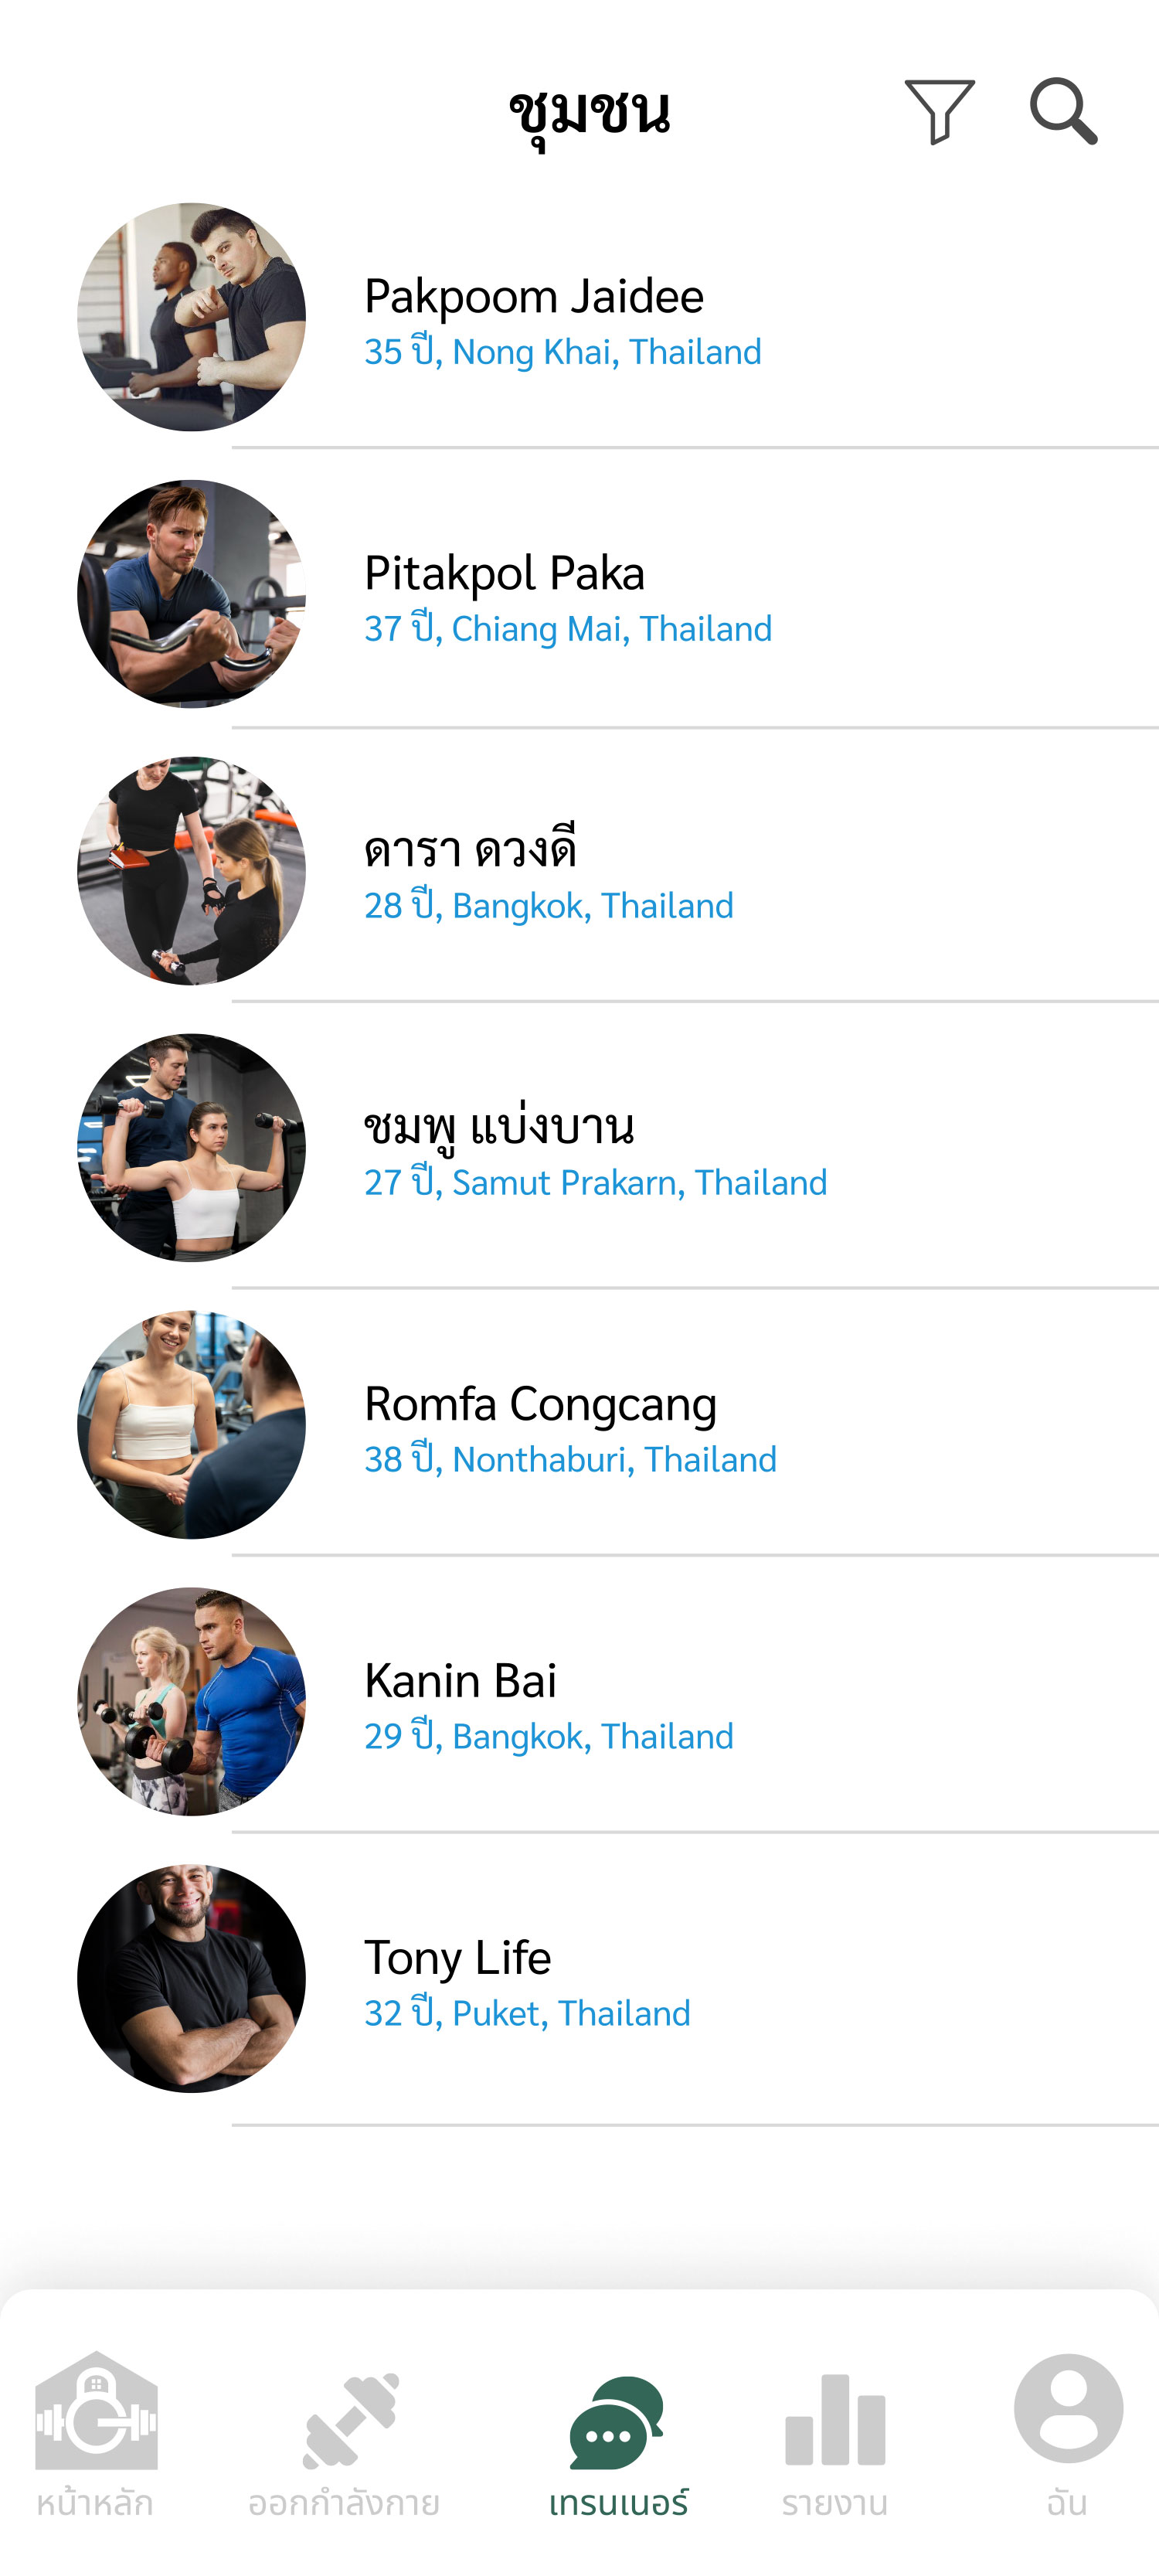 ชุมชน
Pakpoom Jaidee
35 ปี, Nong Khai, Thailand
Pitakpol Paka
37 ปี, Chiang Mai, Thailand
ดารา ดวงดี
28 ปี, Bangkok, Thailand
ชมพู แบ่งบาน
27 ปี, Samut Prakarn, Thailand
Romfa Congcang
38 ปี, Nonthaburi, Thailand
Kanin Bai
29 ปี, Bangkok, Thailand
Tony Life
32 ปี, Puket, Thailand
หน้าหลัก ออกกำลังกาย เทรนเนอร์ รายงาน ฉัน